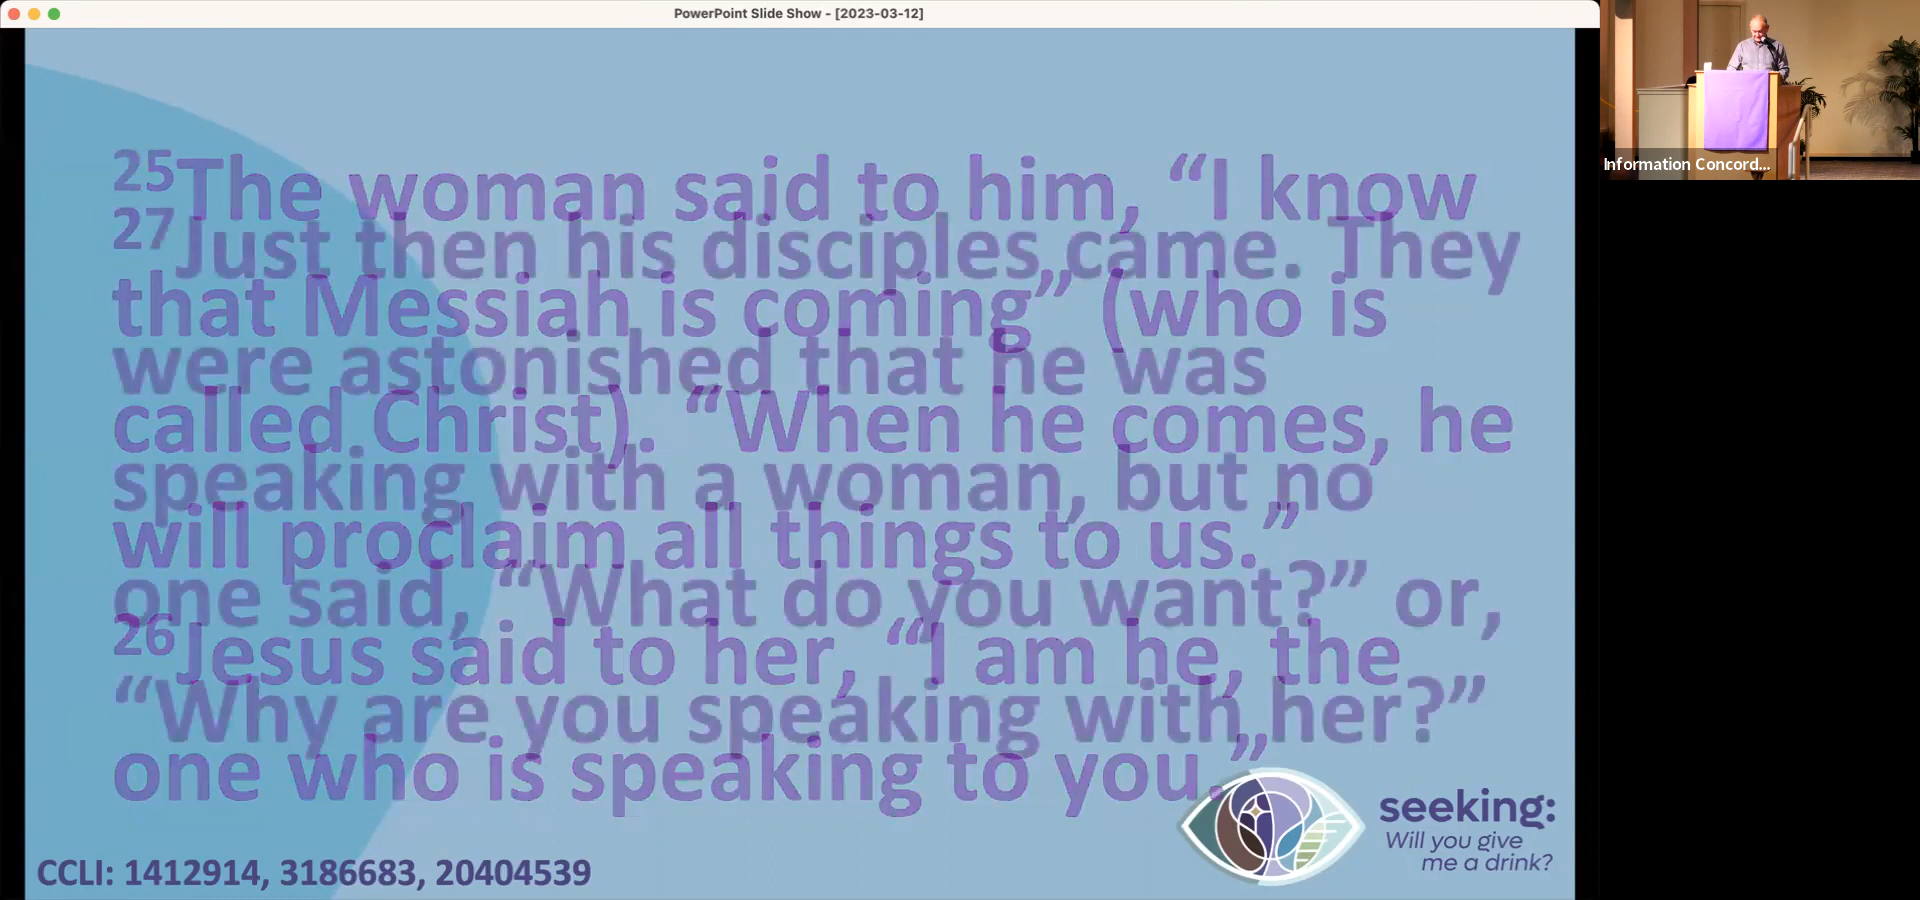 PowerPoint Slide Show - [2023-03-12]
25The woman said to him, “I know
that Messiah is coming” (who is
called Christ). “When he comes, he
will proclaim all things to us.”
26Jesus said to her, “I am he, the
one who is speaking to you.”
27Just then his disciples came. They
were astonished that he was
speaking with a woman, but no
one said, “What do you want?” or,
“Why are you speaking with her?”
seeking:
Will you give
me a drink?
CCLI: 1412914, 3186683, 20404539
Information Concord...